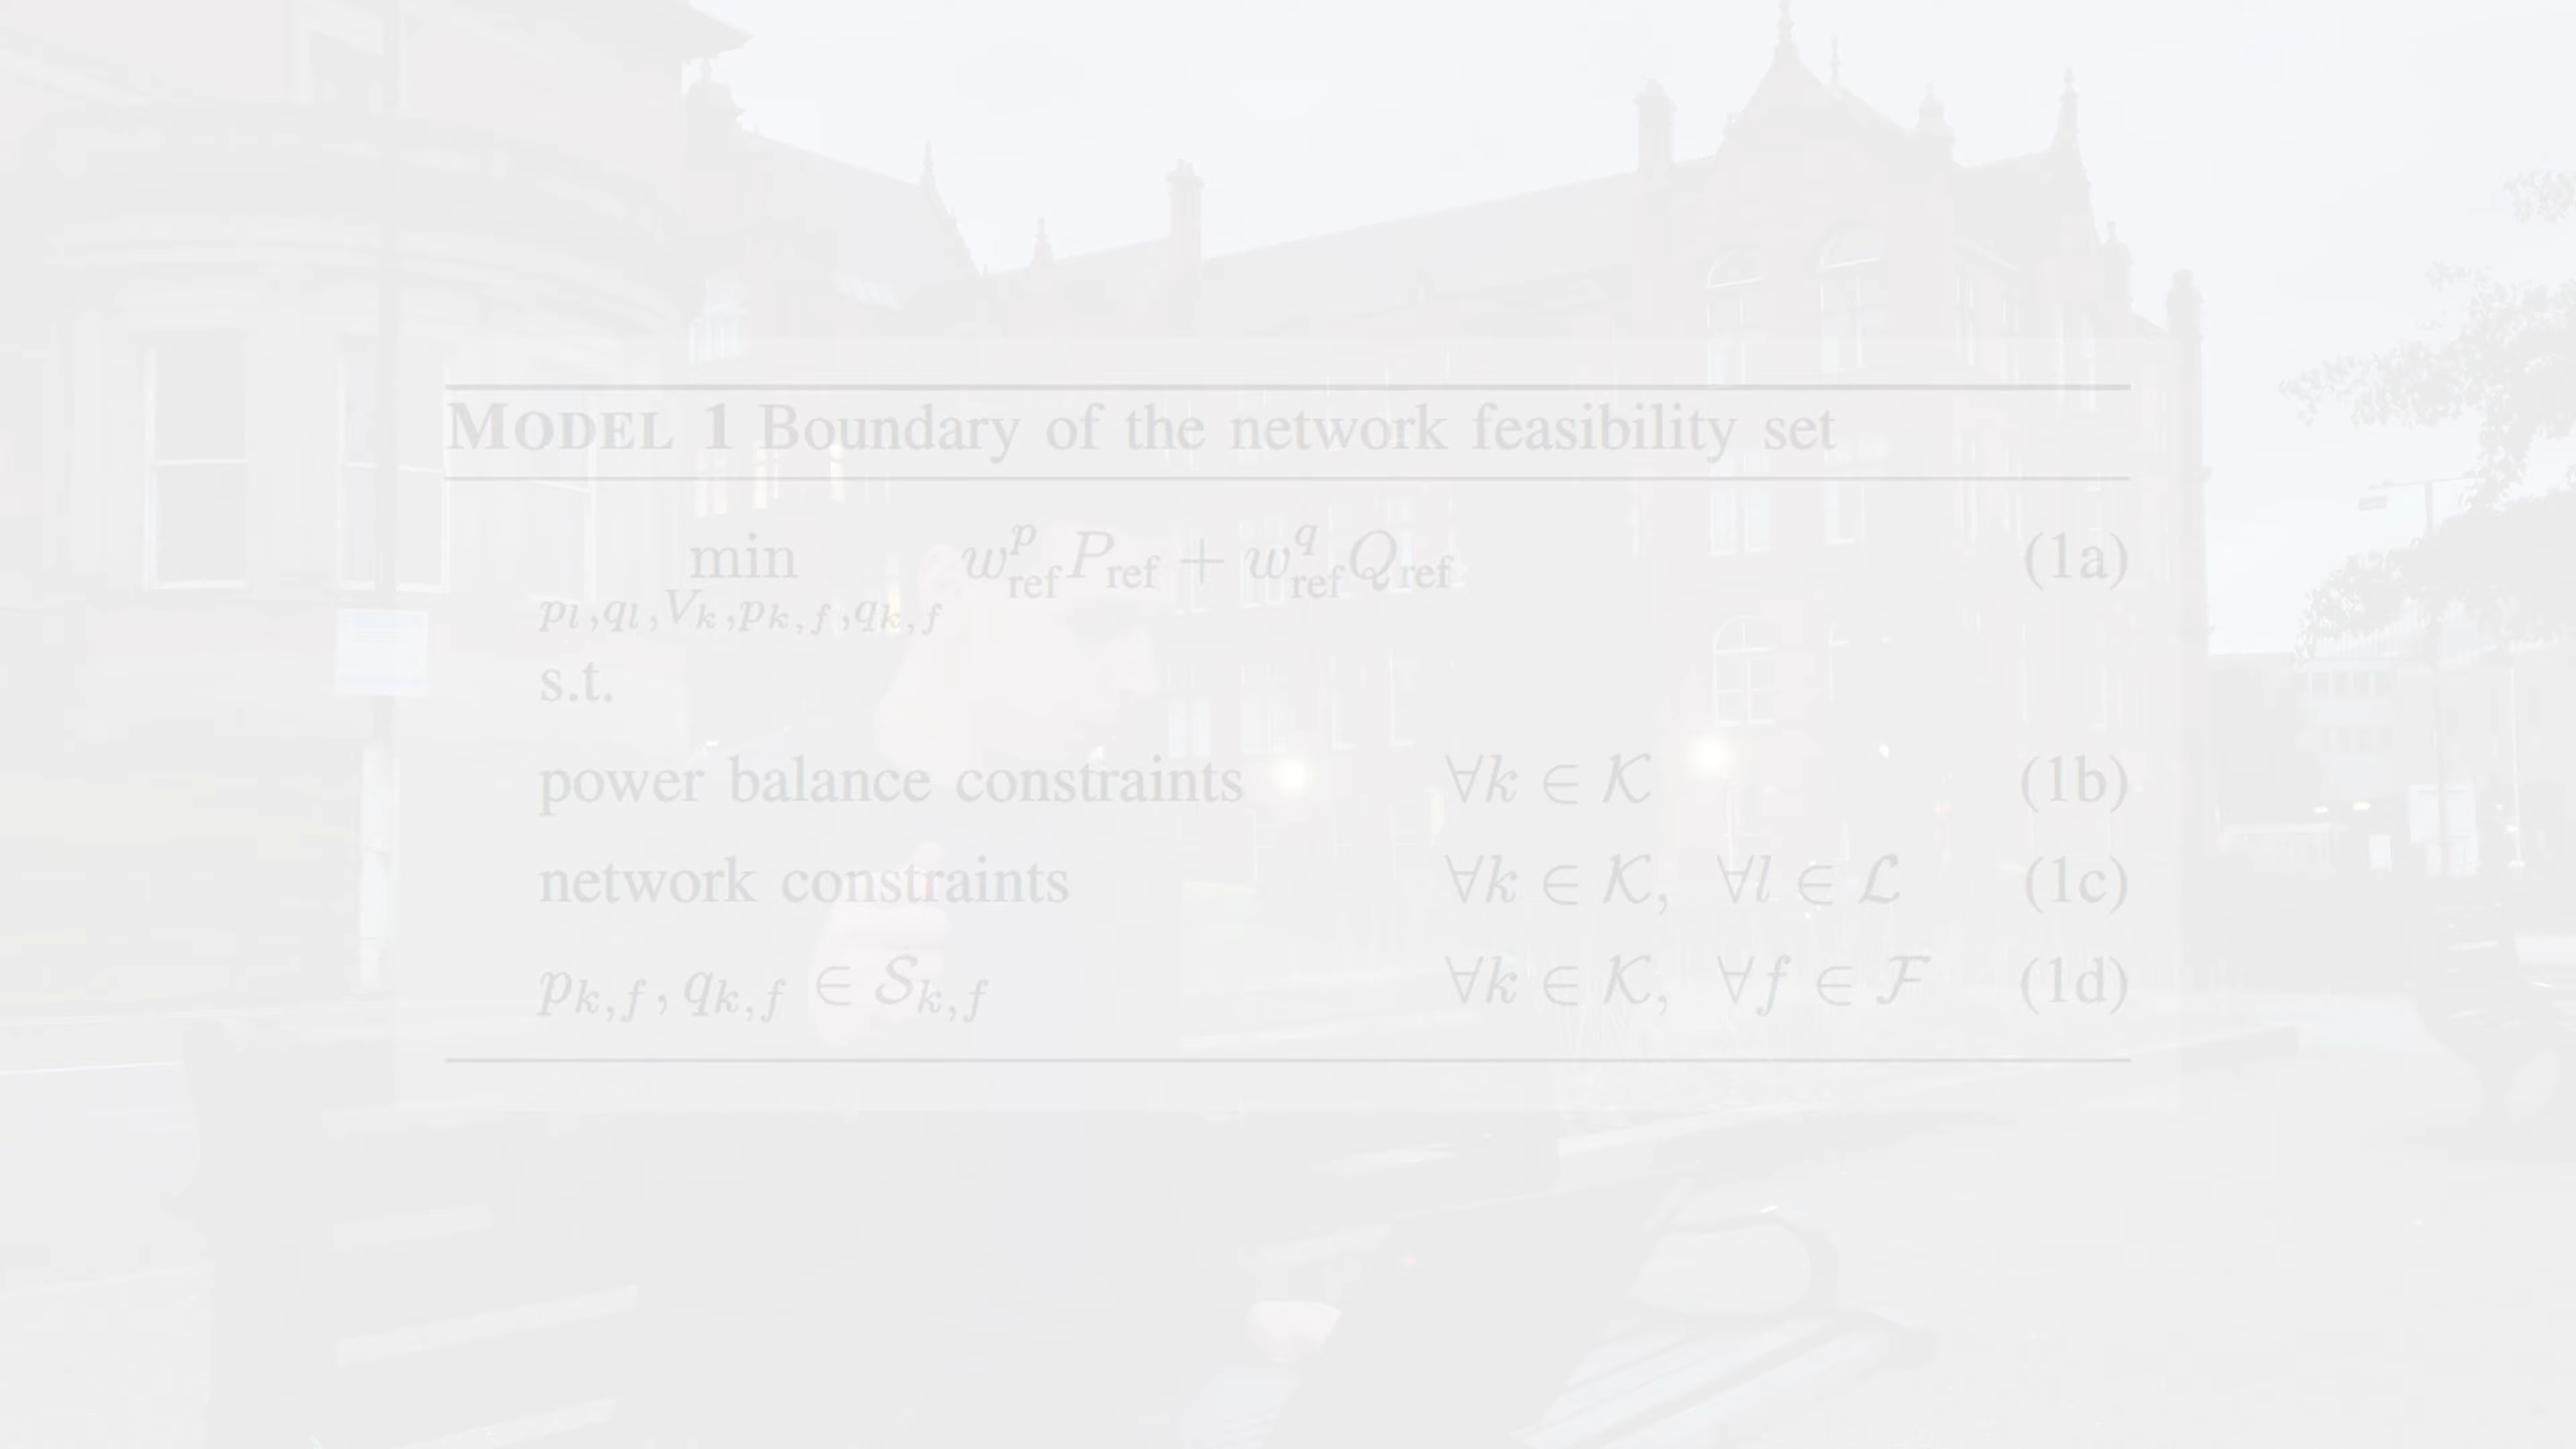 MODEL 1 Boundary of the network feasibility set
min w^p_ref P_ref + w^q_ref Q_ref (1a)
p_l,q_l,V_k,p_{k,f},q_{k,f}
s.t.
power balance constraints ∀k ∈ 𝒦 (1b)
network constraints ∀k ∈ 𝒦, ∀l ∈ ℒ (1c)
p_{k,f}, q_{k,f} ∈ 𝒮_{k,f} ∀k ∈ 𝒦, ∀f ∈ ℱ (1d)